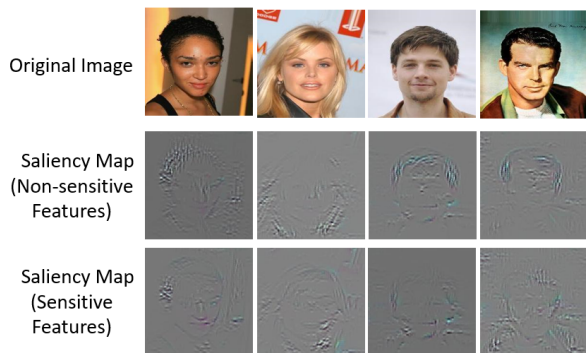 Original Image
Saliency Map
(Non-sensitive
Features)
Saliency Map
(Sensitive
Features)